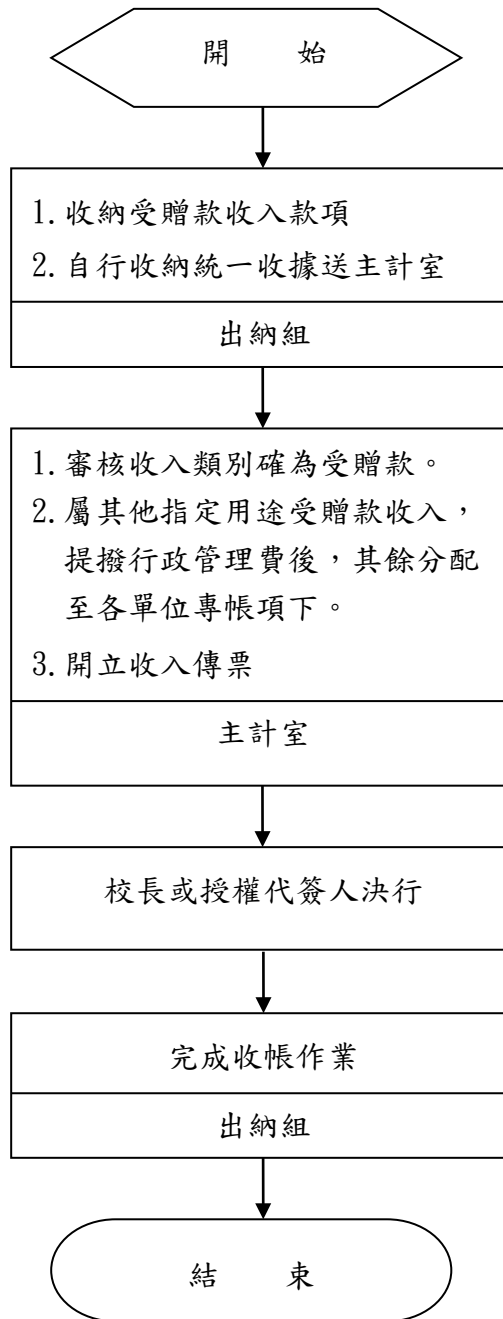 開 始
1. 收納受贈款收入款項
2. 自行收納統一收據送主計室
出納組
1. 審核收入類別確為受贈款。
2. 屬其他指定用途受贈款收入，
提撥行政管理費後，其餘分配
至各單位專帳項下。
3. 開立收入傳票
主計室
校長或授權代簽人決行
完成收帳作業
出納組
結 束